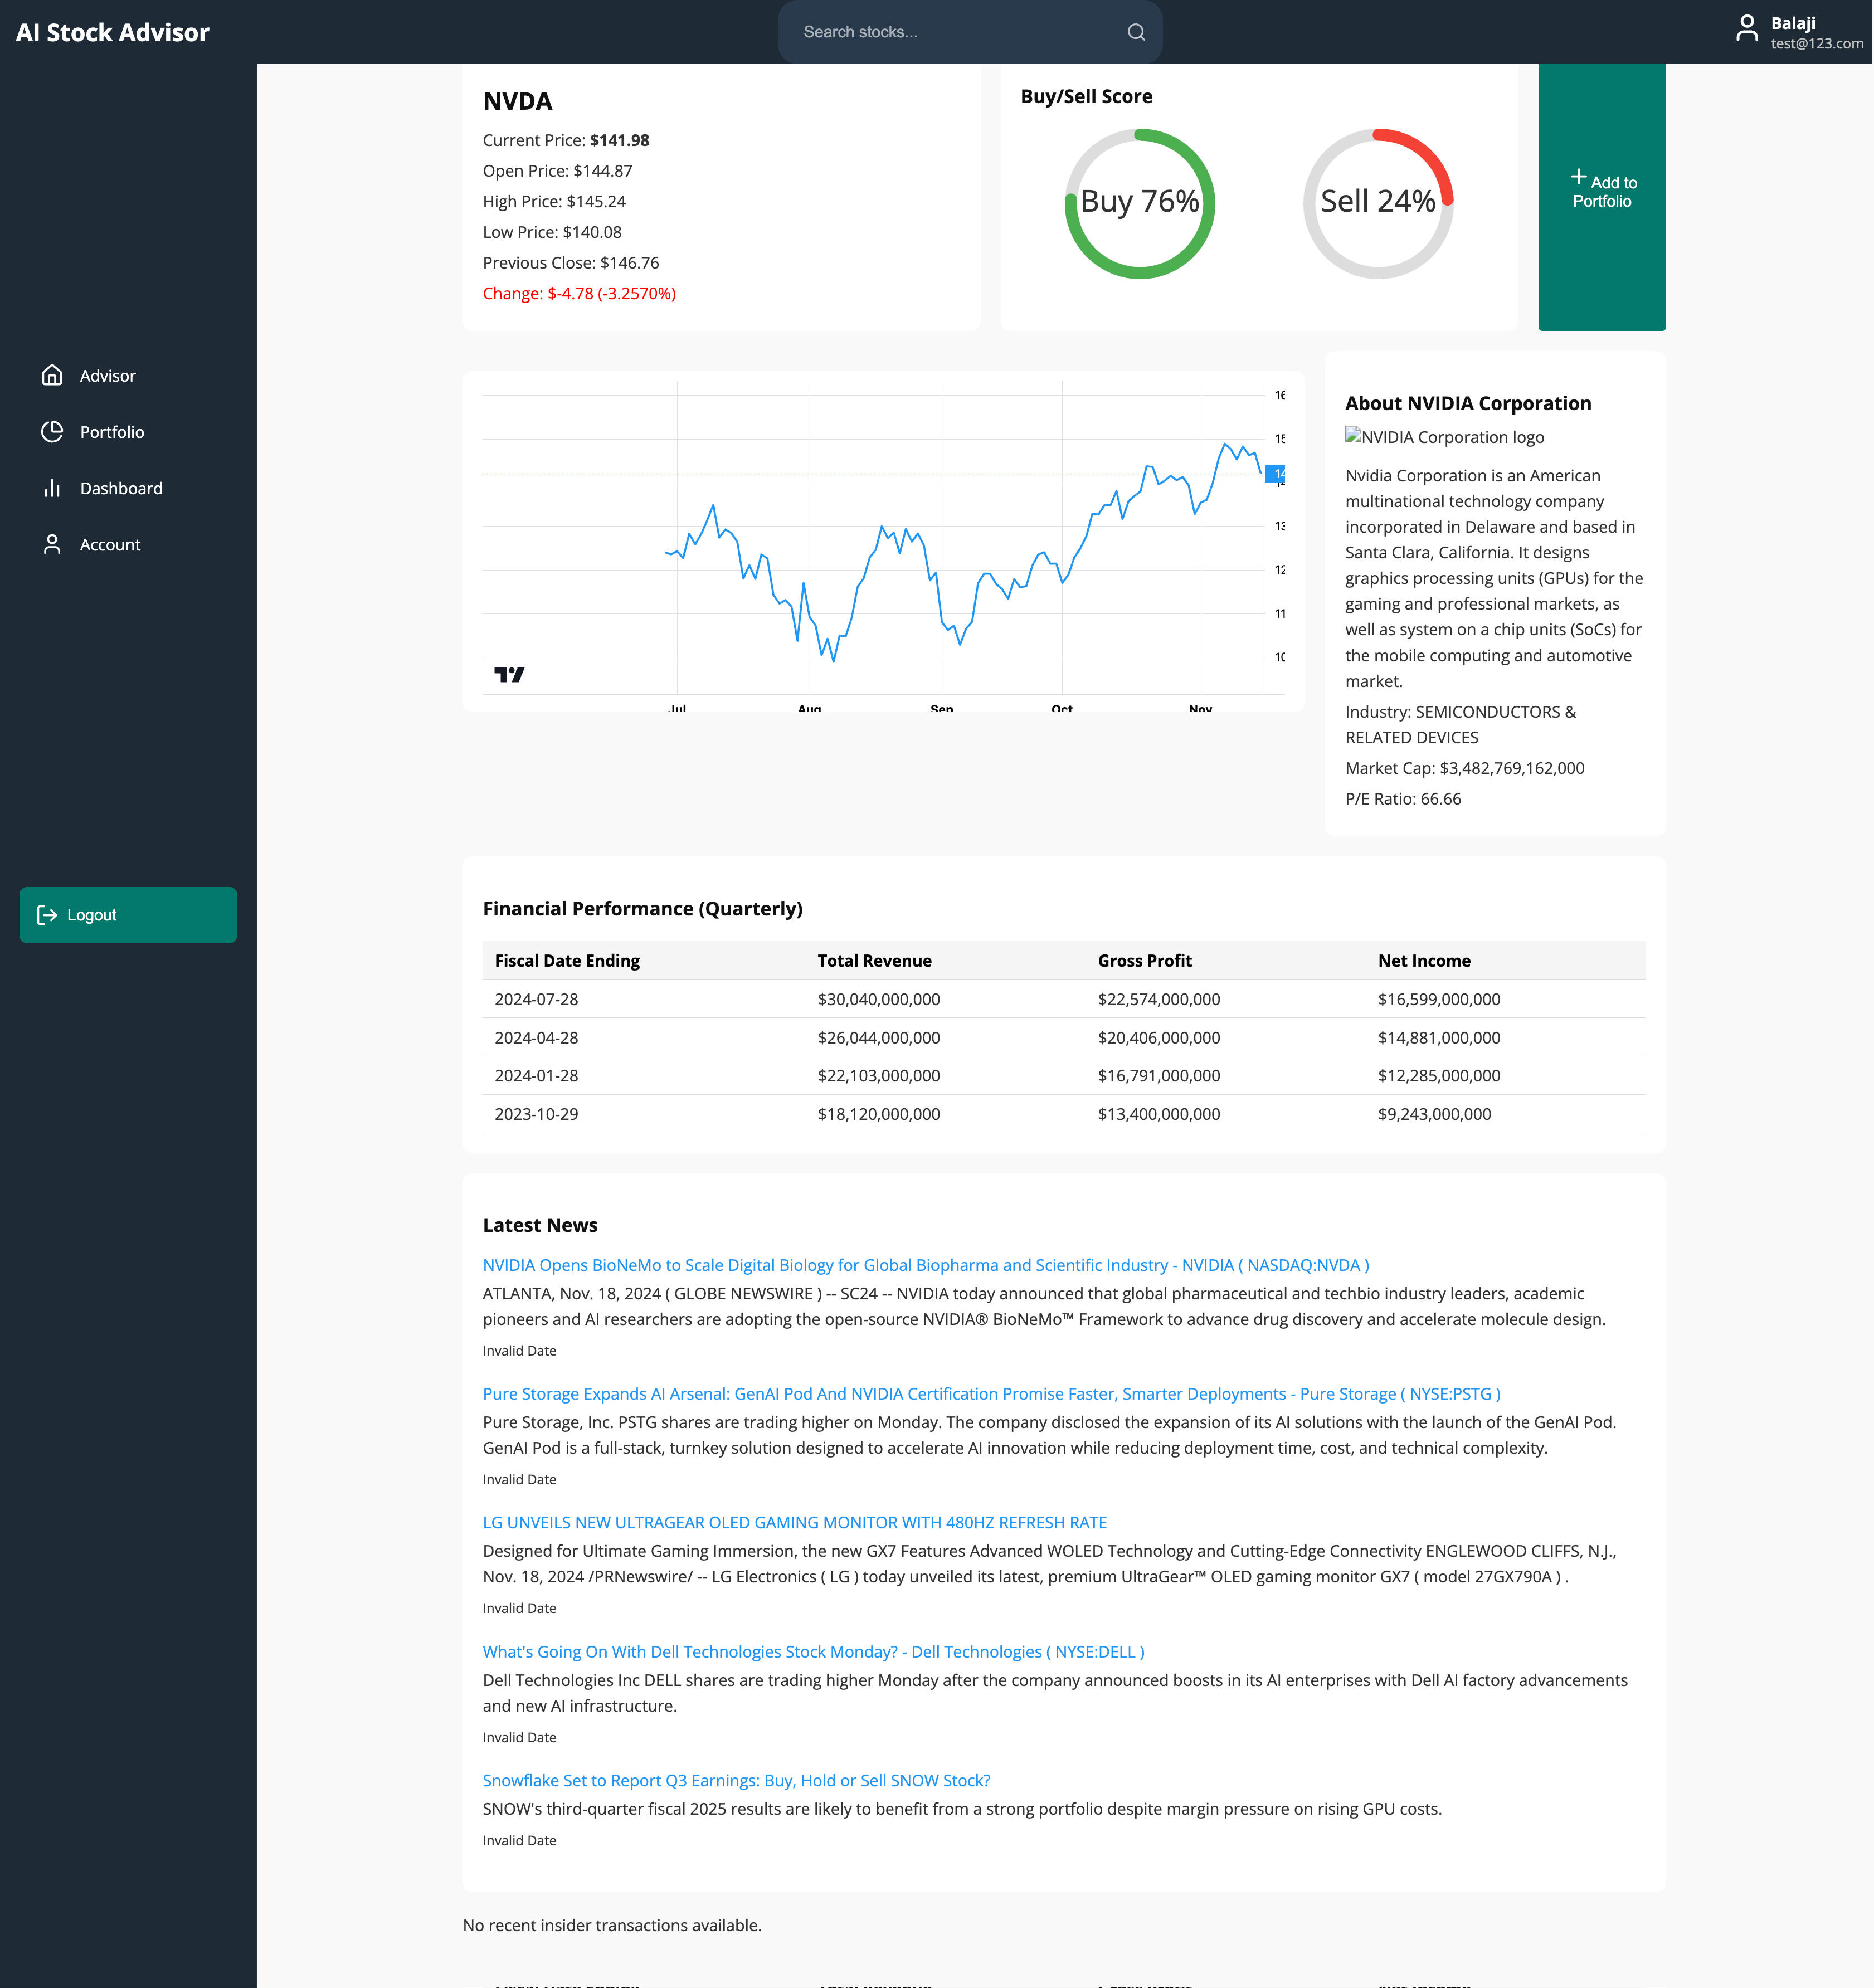 AI Stock Advisor
Search stocks...
Balaji
test@123.com
Advisor
Portfolio
Dashboard
Account
Logout
NVDA
Current Price: $141.98
Open Price: $144.87
High Price: $145.24
Low Price: $140.08
Previous Close: $146.76
Change: $-4.78 (-3.2570%)
Buy/Sell Score
Buy 76%
Sell 24%
Add to
Portfolio
Jul Aug Sep Oct Nov
About NVIDIA Corporation
NVIDIA Corporation logo
Nvidia Corporation is an American
multinational technology company
incorporated in Delaware and based in
Santa Clara, California. It designs
graphics processing units (GPUs) for the
gaming and professional markets, as
well as system on a chip units (SoCs) for
the mobile computing and automotive
market.
Industry: SEMICONDUCTORS &
RELATED DEVICES
Market Cap: $3,482,769,162,000
P/E Ratio: 66.66
Financial Performance (Quarterly)
Fiscal Date Ending Total Revenue Gross Profit Net Income
2024-07-28 $30,040,000,000 $22,574,000,000 $16,599,000,000
2024-04-28 $26,044,000,000 $20,406,000,000 $14,881,000,000
2024-01-28 $22,103,000,000 $16,791,000,000 $12,285,000,000
2023-10-29 $18,120,000,000 $13,400,000,000 $9,243,000,000
Latest News
NVIDIA Opens BioNeMo to Scale Digital Biology for Global Biopharma and Scientific Industry - NVIDIA ( NASDAQ:NVDA )
ATLANTA, Nov. 18, 2024 ( GLOBE NEWSWIRE ) -- SC24 -- NVIDIA today announced that global pharmaceutical and techbio industry leaders, academic
pioneers and AI researchers are adopting the open-source NVIDIA® BioNeMo™ Framework to advance drug discovery and accelerate molecule design.
Invalid Date
Pure Storage Expands AI Arsenal: GenAI Pod And NVIDIA Certification Promise Faster, Smarter Deployments - Pure Storage ( NYSE:PSTG )
Pure Storage, Inc. PSTG shares are trading higher on Monday. The company disclosed the expansion of its AI solutions with the launch of the GenAI Pod.
GenAI Pod is a full-stack, turnkey solution designed to accelerate AI innovation while reducing deployment time, cost, and technical complexity.
Invalid Date
LG UNVEILS NEW ULTRAGEAR OLED GAMING MONITOR WITH 480HZ REFRESH RATE
Designed for Ultimate Gaming Immersion, the new GX7 Features Advanced WOLED Technology and Cutting-Edge Connectivity ENGLEWOOD CLIFFS, N.J.,
Nov. 18, 2024 /PRNewswire/ -- LG Electronics ( LG ) today unveiled its latest, premium UltraGear™ OLED gaming monitor GX7 ( model 27GX790A ) .
Invalid Date
What's Going On With Dell Technologies Stock Monday? - Dell Technologies ( NYSE:DELL )
Dell Technologies Inc DELL shares are trading higher Monday after the company announced boosts in its AI enterprises with Dell AI factory advancements
and new AI infrastructure.
Invalid Date
Snowflake Set to Report Q3 Earnings: Buy, Hold or Sell SNOW Stock?
SNOW's third-quarter fiscal 2025 results are likely to benefit from a strong portfolio despite margin pressure on rising GPU costs.
Invalid Date
No recent insider transactions available.